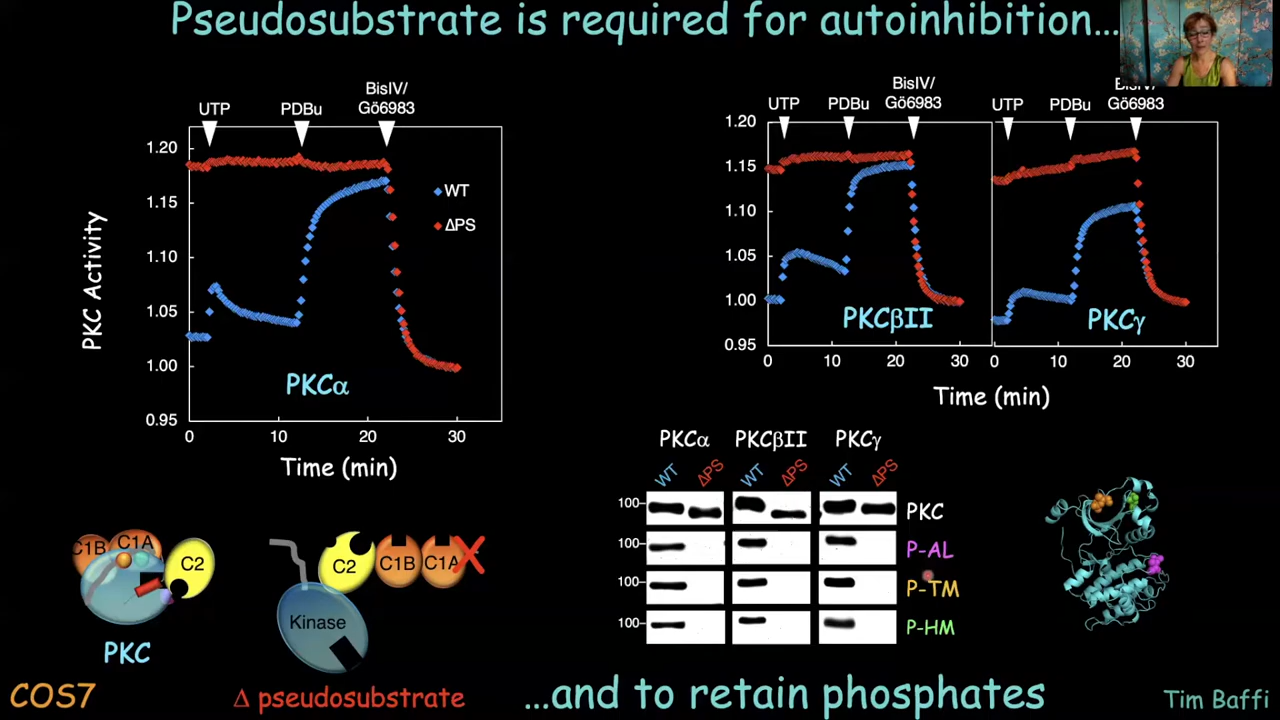 Pseudosubstrate is required for autoinhibition...
UTP
PDBu
BisIV/
Gö6983
1.20
1.15
1.10
1.05
1.00
0.95
PKC Activity
WT
ΔPS
PKCα
0
10
20
30
Time (min)
UTP
PDBu
BisIV/
Gö6983
UTP
PDBu
BisIV/
Gö6983
1.20
1.15
1.10
1.05
1.00
0.95
PKCβII
PKCγ
0
10
20
30
0
10
20
30
Time (min)
PKCα PKCβII PKCγ
WT ΔPS WT ΔPS WT ΔPS
100 PKC
100 P-AL
100 P-TM
100 P-HM
C1B C1A C2
PKC
C2 C1B C1A
Kinase
COS7
Δ pseudosubstrate
...and to retain phosphates
Tim Baffi